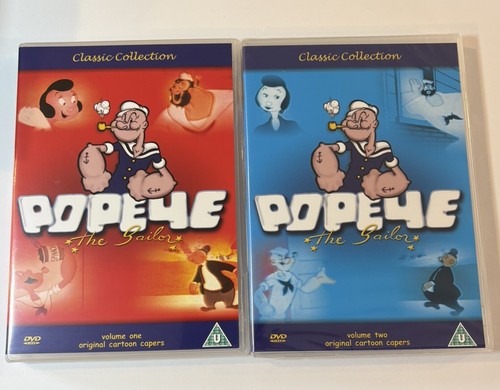 Classic Collection
POPEYE
The Sailor
DVD
volume one
original cartoon capers
U
Classic Collection
POPEYE
The Sailor
DVD
volume two
original cartoon capers
U